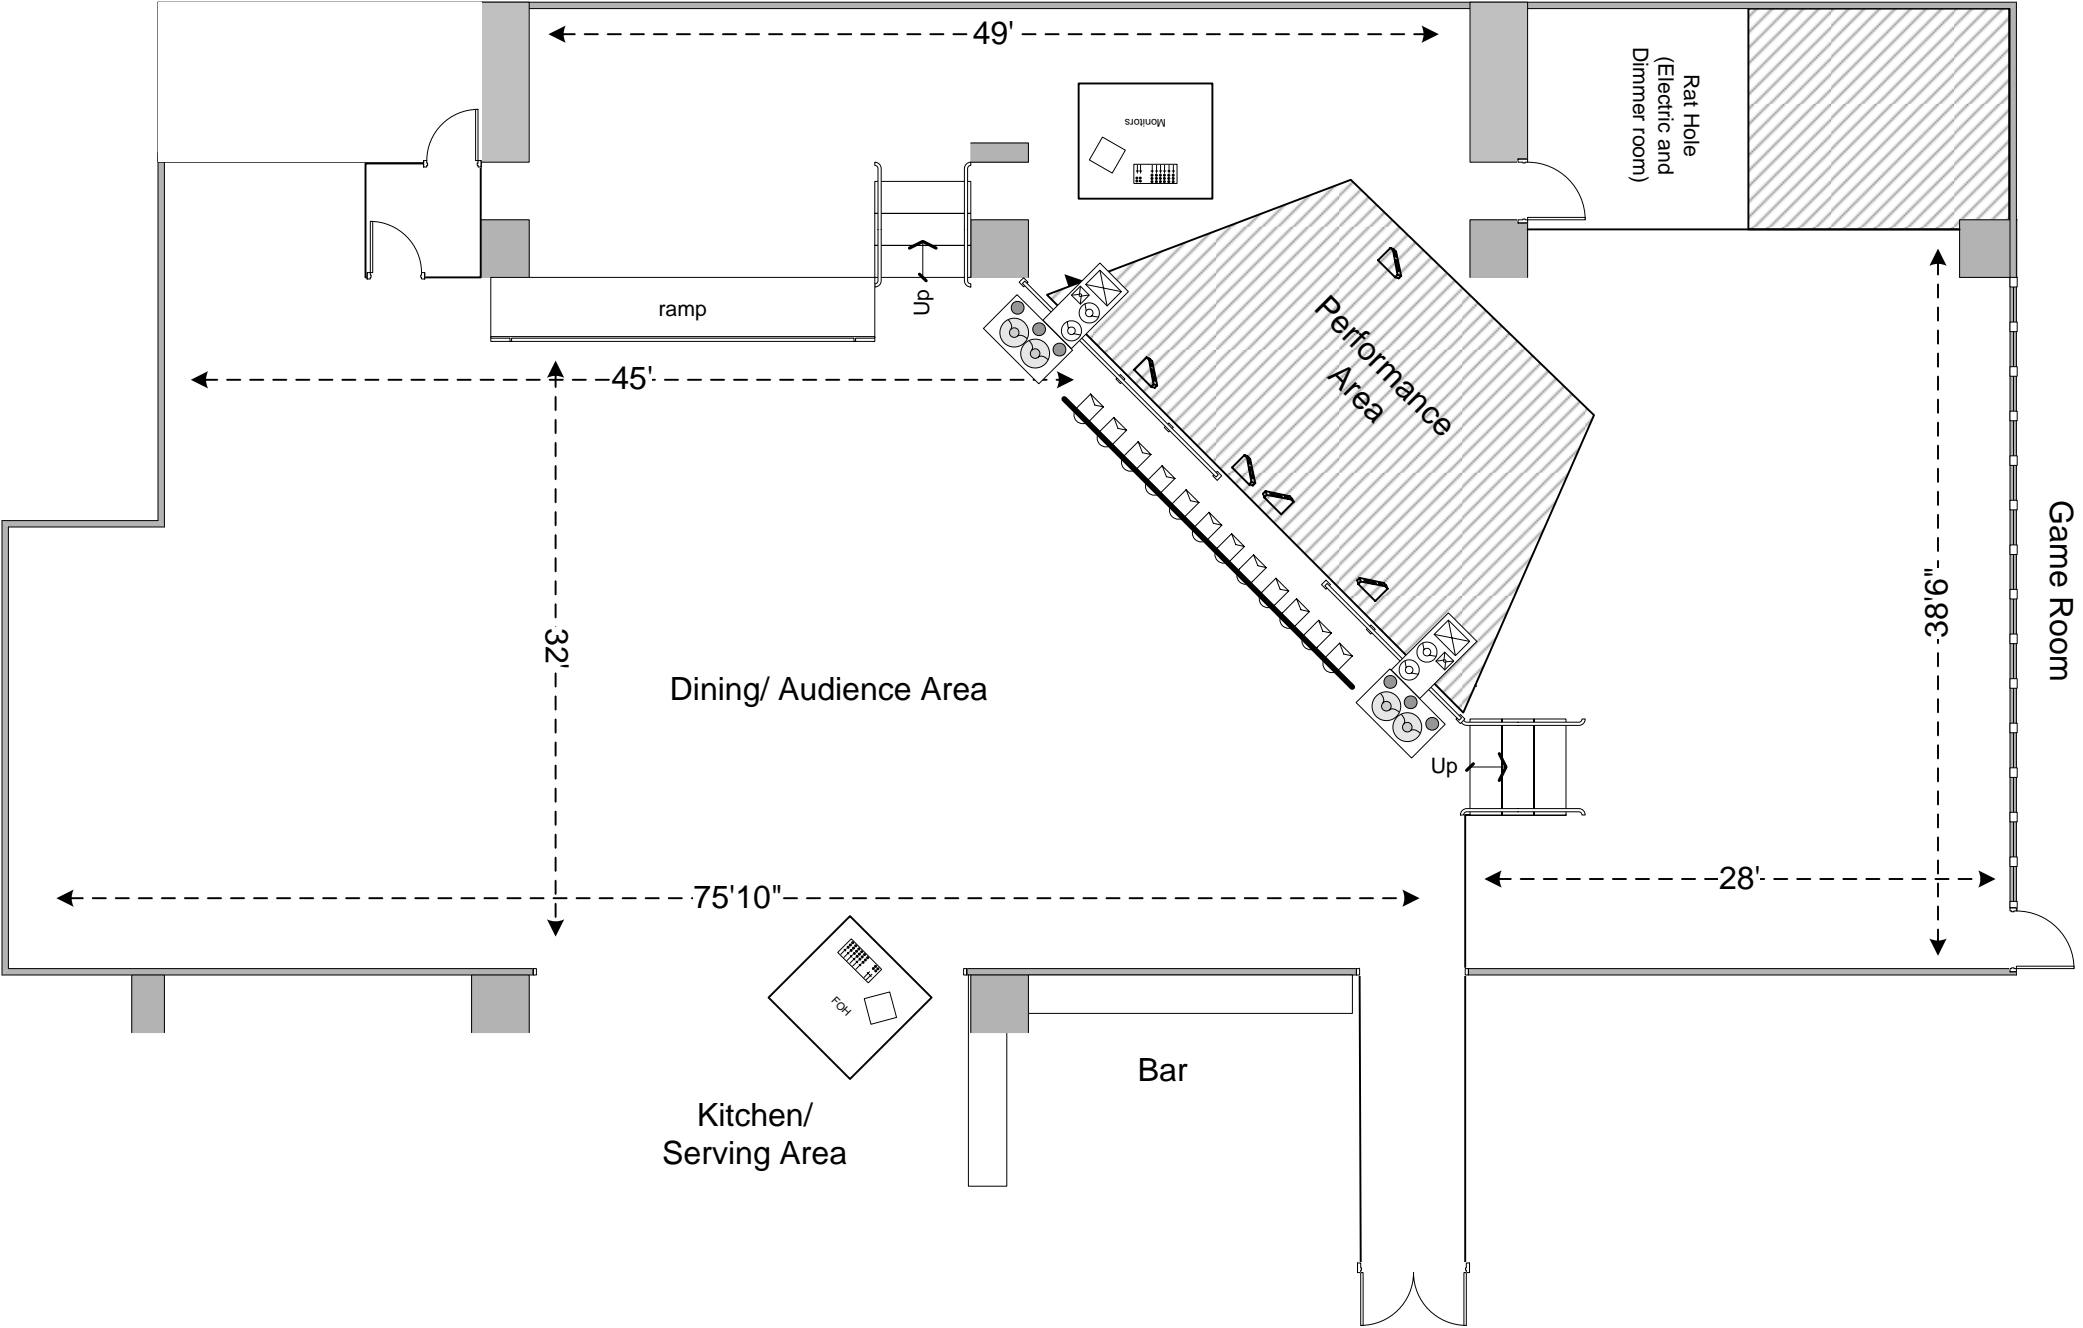 49'
Rat Hole
(Electric and
Dimmer room)
Monitors
Up
ramp
Performance
Area
45'
Game Room
38'6"
32'
Dining/ Audience Area
Up
28'
75'10"
FOH
Bar
Kitchen/
Serving Area